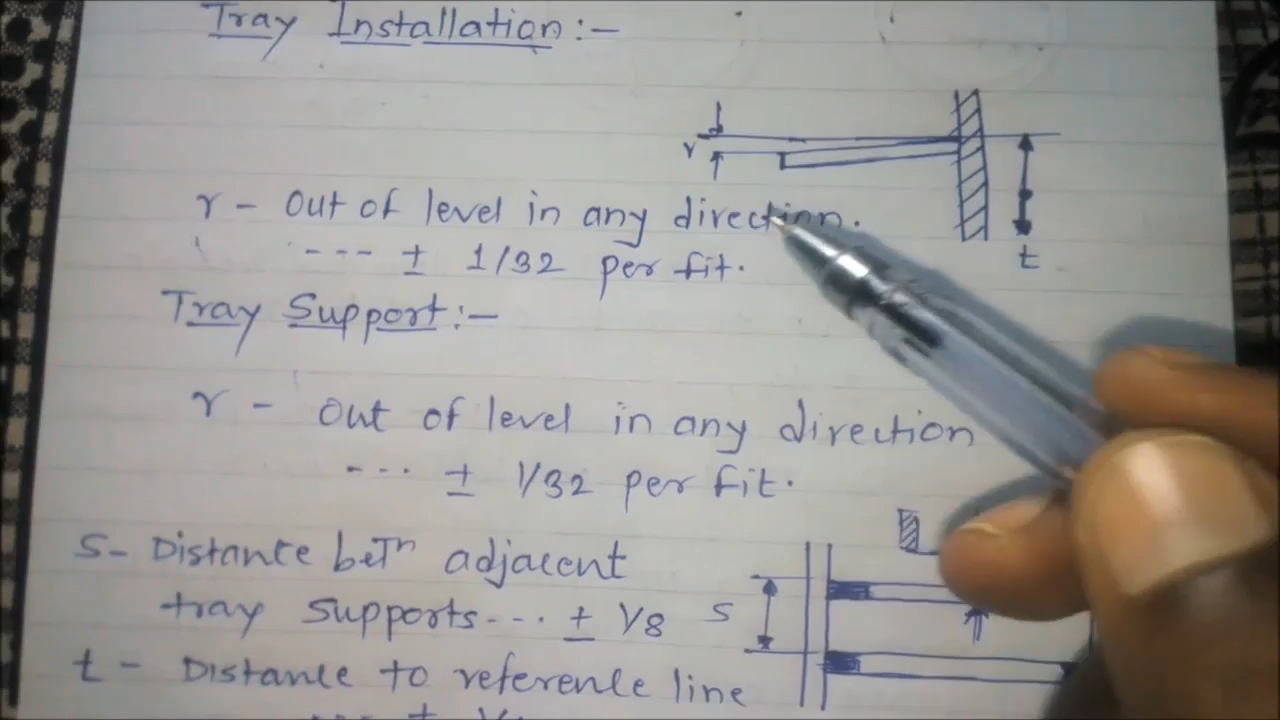 Tray Installation:-
r
t
r - Out of level in any direction.
--- ± 1/32 per fit.
Tray Support:-
r - Out of level in any direction
--- ± 1/32 per fit.
S- Distance betn adjacent
tray supports--- ± 1/8
S
t - Distance to reference line